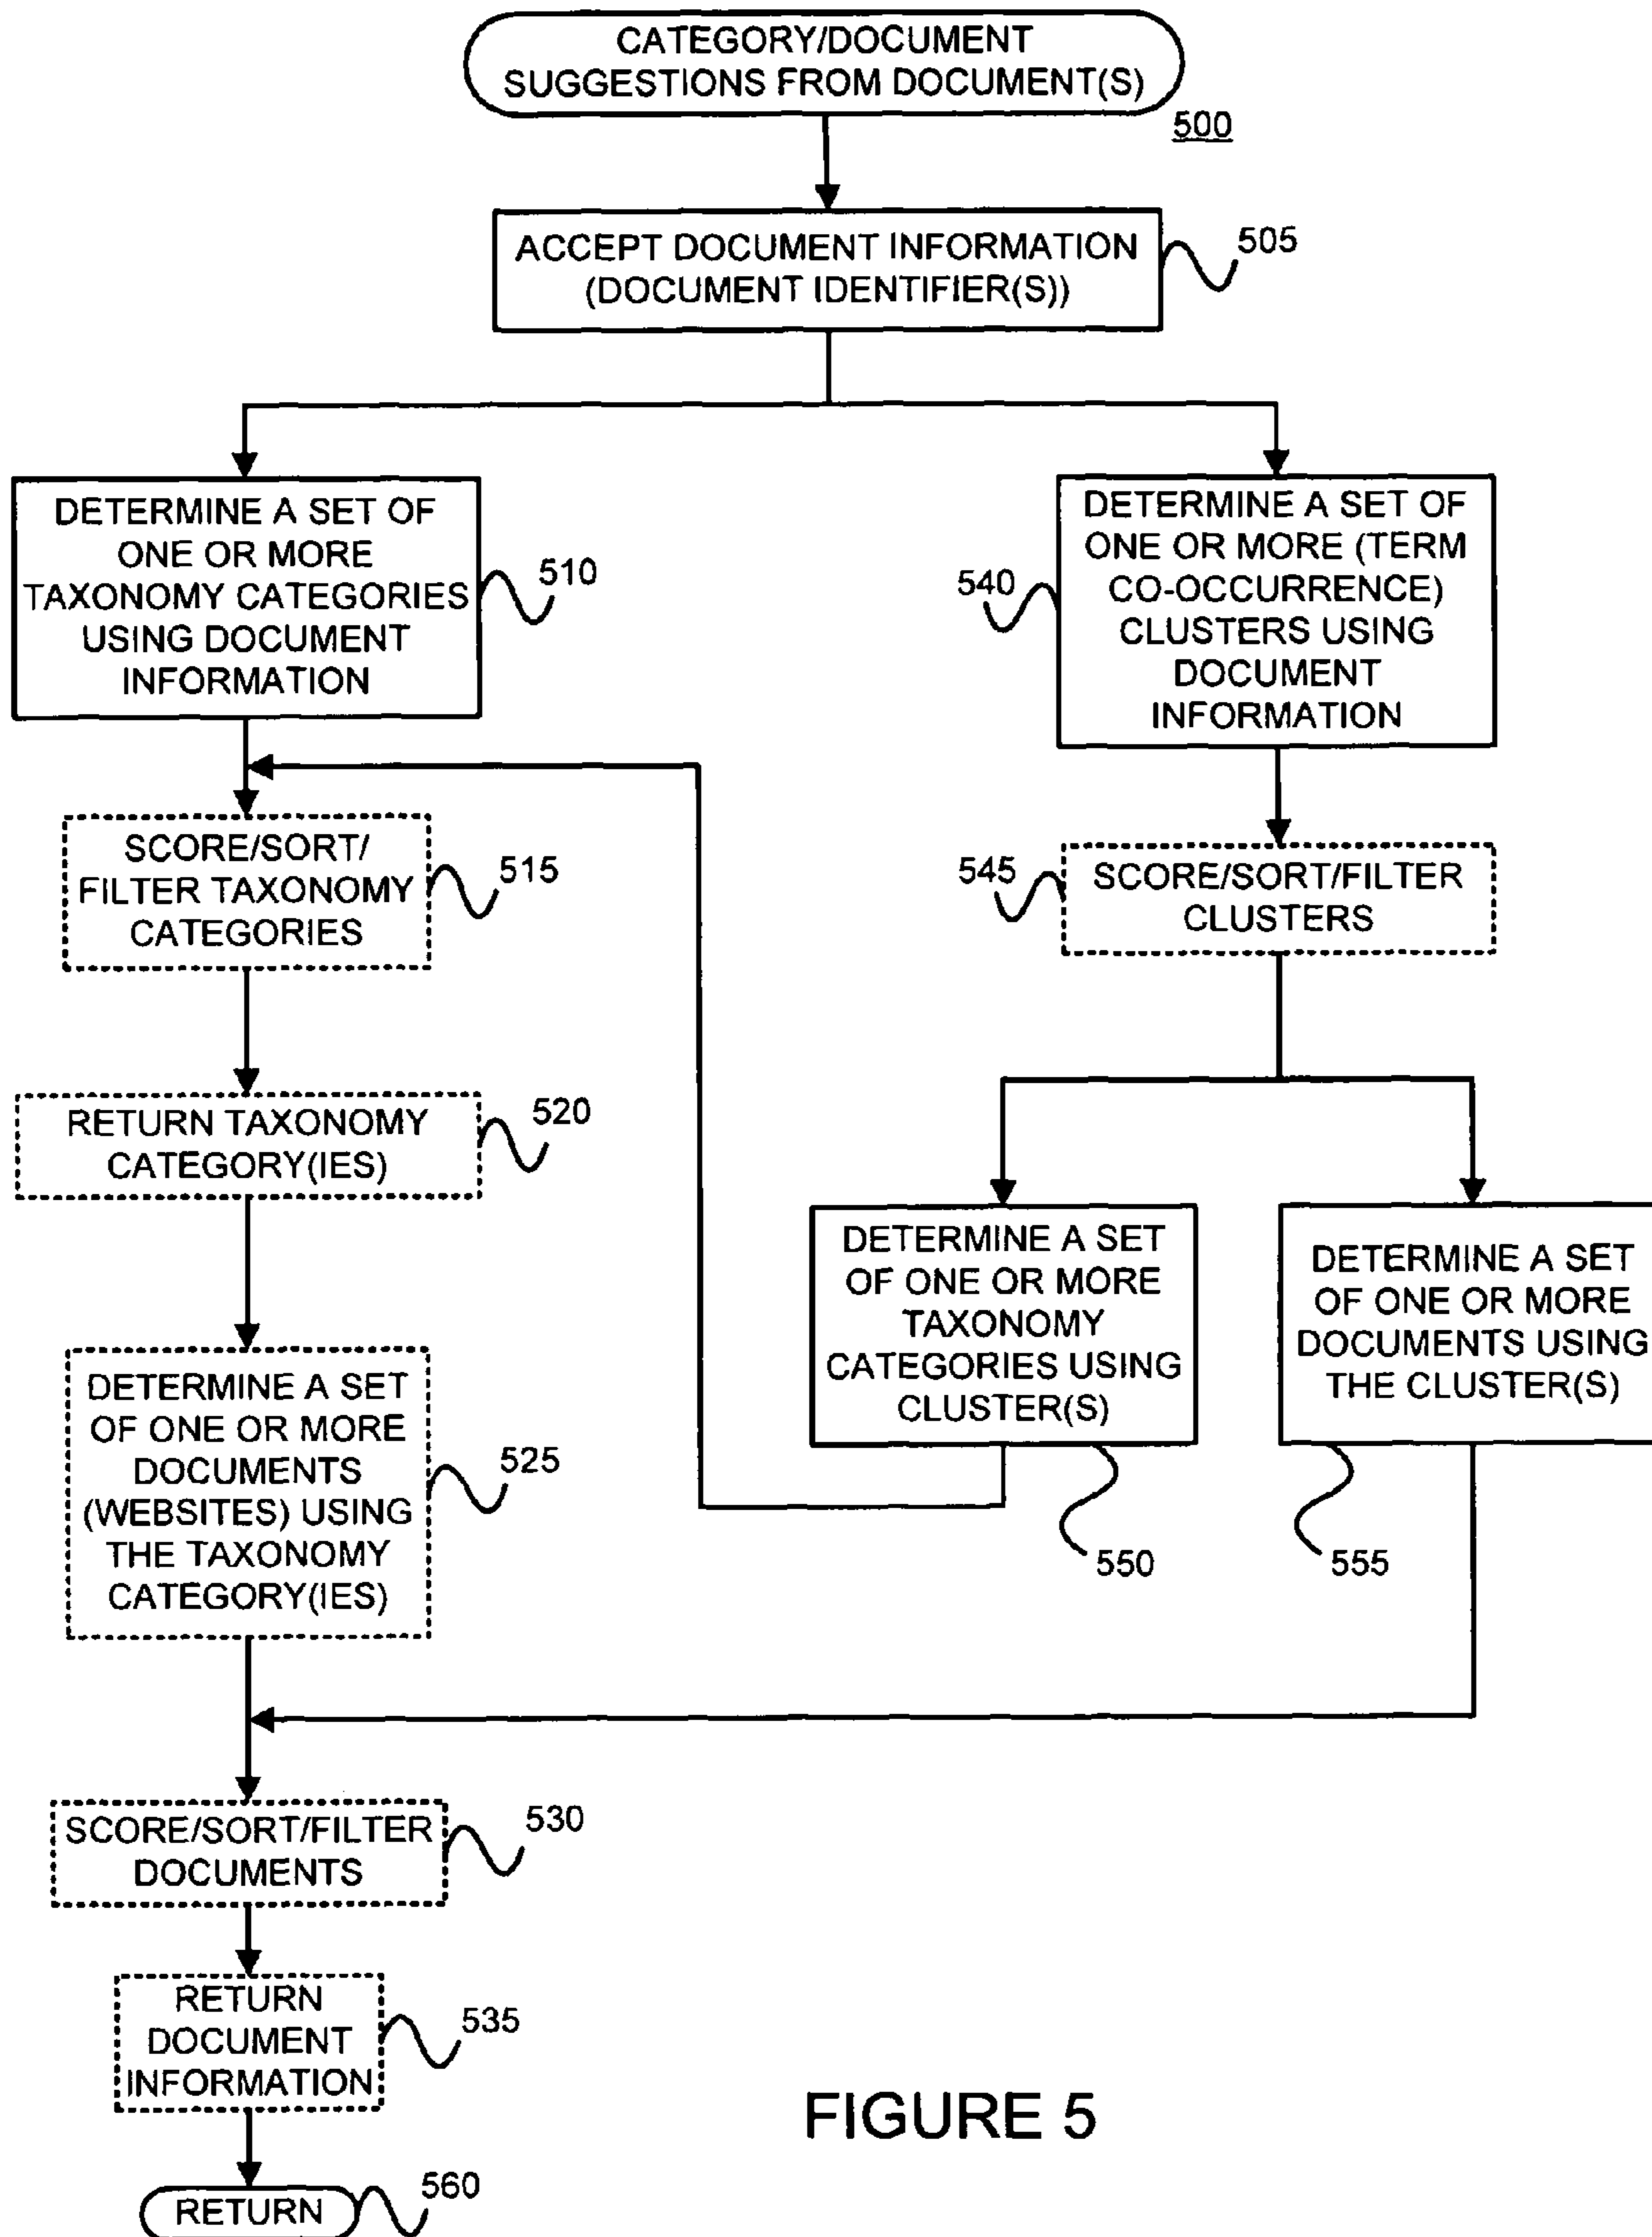 CATEGORY/DOCUMENT
SUGGESTIONS FROM DOCUMENT(S)
500
ACCEPT DOCUMENT INFORMATION
(DOCUMENT IDENTIFIER(S))
505
DETERMINE A SET OF
ONE OR MORE
TAXONOMY CATEGORIES
USING DOCUMENT
INFORMATION
510
DETERMINE A SET OF
ONE OR MORE (TERM
CO-OCCURRENCE)
CLUSTERS USING
DOCUMENT
INFORMATION
540
SCORE/SORT/
FILTER TAXONOMY
CATEGORIES
515
SCORE/SORT/FILTER
CLUSTERS
545
RETURN TAXONOMY
CATEGORY(IES)
520
DETERMINE A SET
OF ONE OR MORE
TAXONOMY
CATEGORIES USING
CLUSTER(S)
550
DETERMINE A SET
OF ONE OR MORE
DOCUMENTS USING
THE CLUSTER(S)
555
DETERMINE A SET
OF ONE OR MORE
DOCUMENTS
(WEBSITES) USING
THE TAXONOMY
CATEGORY(IES)
525
SCORE/SORT/FILTER
DOCUMENTS
530
RETURN
DOCUMENT
INFORMATION
535
RETURN
560
FIGURE 5